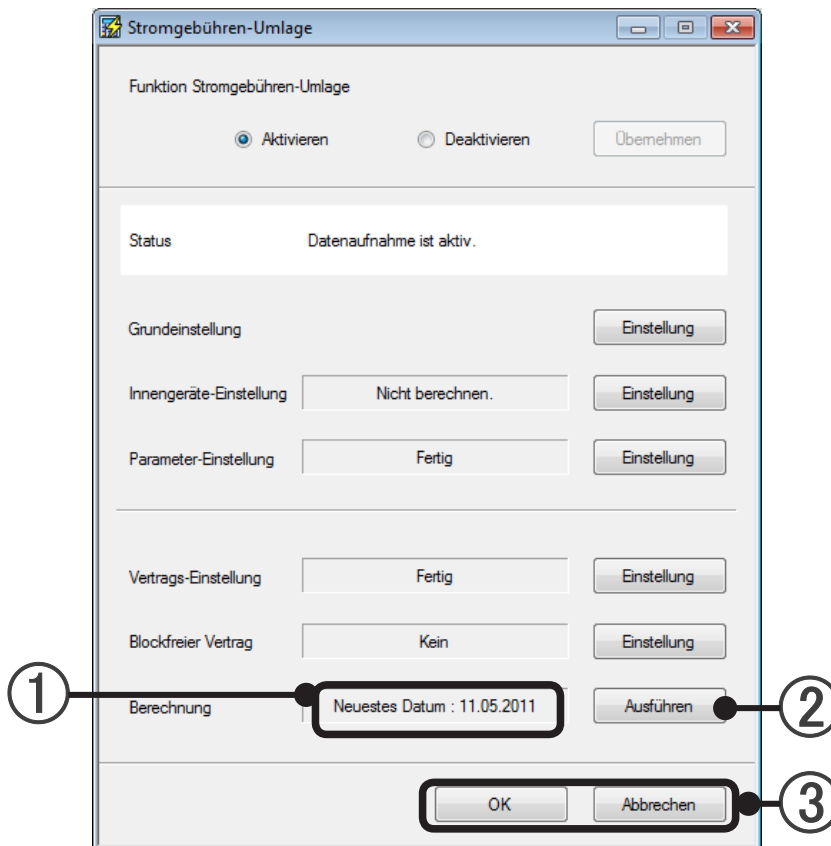 Stromgebühren-Umlage
Funktion Stromgebühren-Umlage
Aktivieren Deaktivieren Übernehmen
Status Datenaufnahme ist aktiv.
Grundeinstellung Einstellung
Innengeräte-Einstellung Nicht berechnen. Einstellung
Parameter-Einstellung Fertig Einstellung
Vertrags-Einstellung Fertig Einstellung
Blockfreier Vertrag Kein Einstellung
1 Berechnung Neuestes Datum : 11.05.2011 Ausführen 2
OK Abbrechen 3